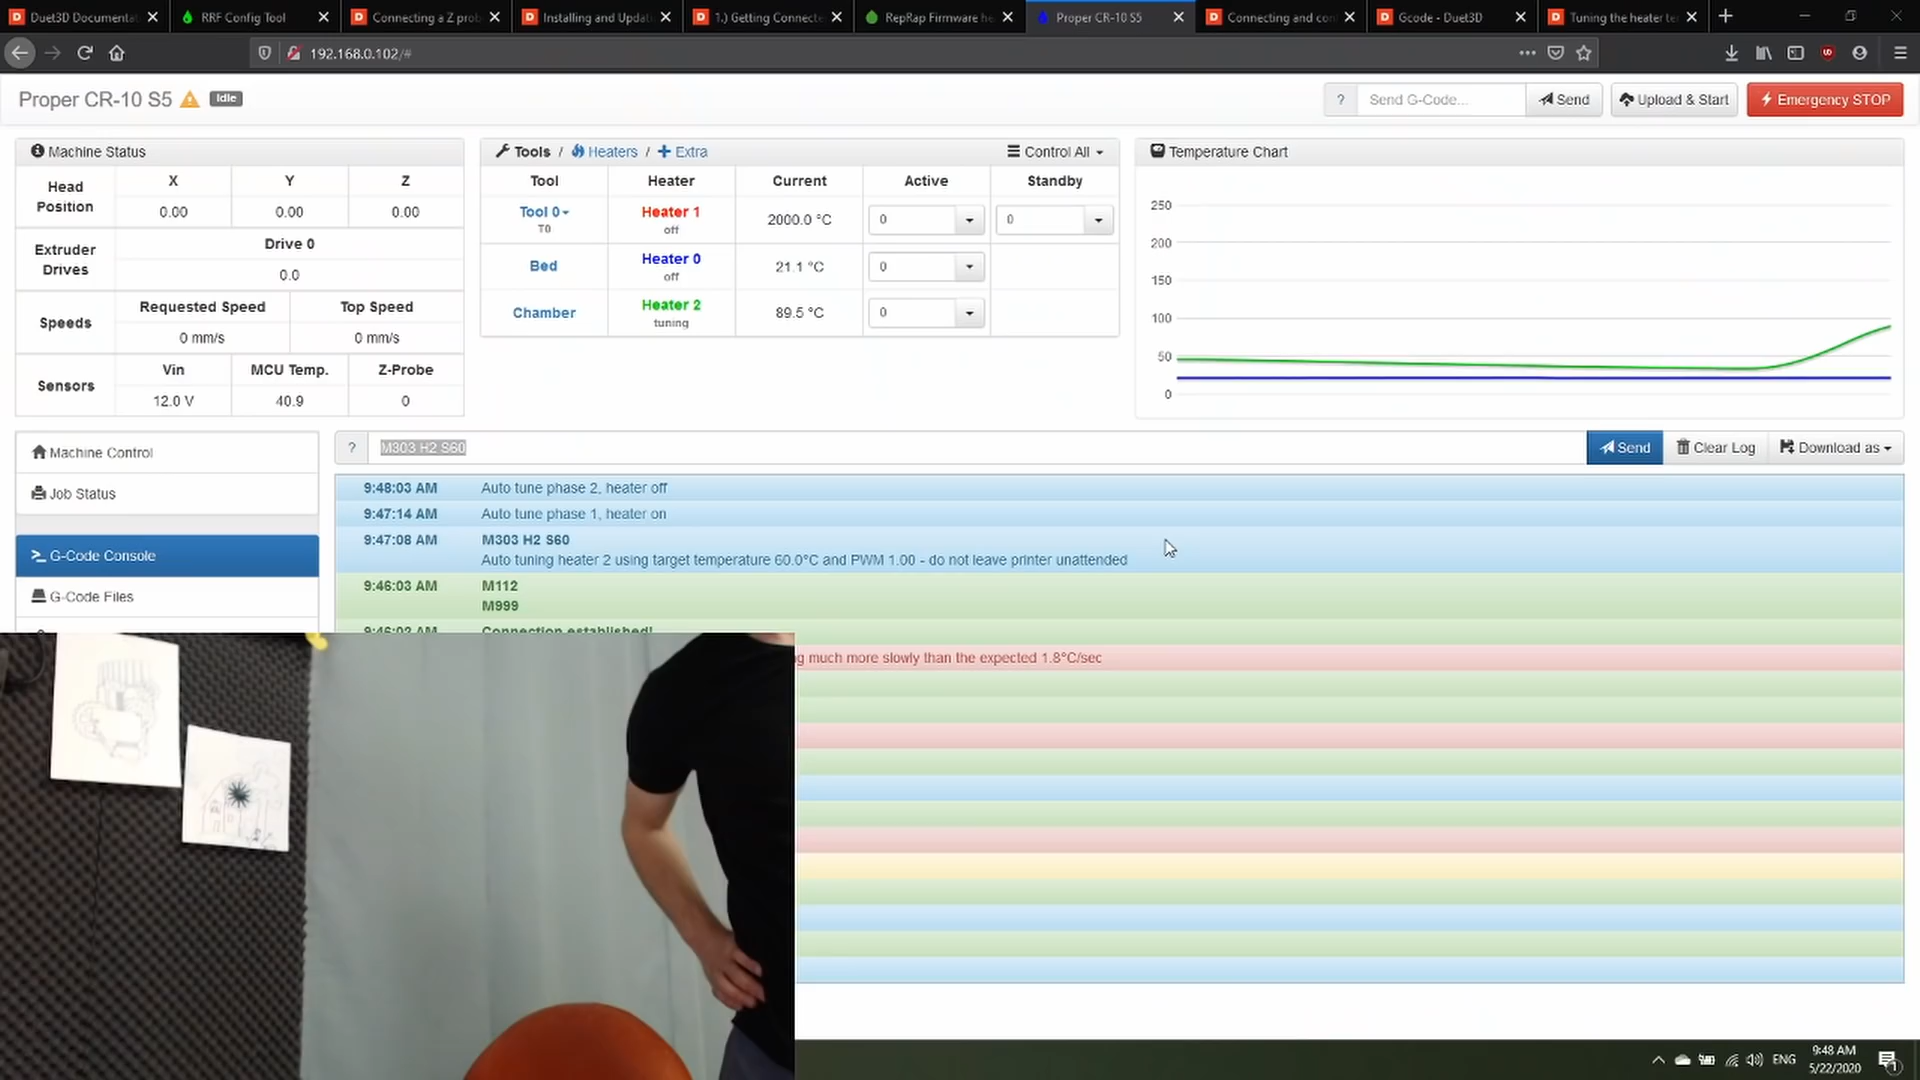 Duet3D Documentat
RRF Config Tool
Connecting a Z prob
Installing and Updat
1.) Getting Connecte
RepRap Firmware he
Proper CR-10 S5
Connecting and con
Gcode - Duet3D
Tuning the heater te
192.168.0.102/#
Proper CR-10 S5
Idle
?
Send G-Code...
Send
Upload & Start
Emergency STOP
Machine Status
Head Position
X
Y
Z
0.00
0.00
0.00
Extruder Drives
Drive 0
0.0
Speeds
Requested Speed
Top Speed
0 mm/s
0 mm/s
Sensors
Vin
MCU Temp.
Z-Probe
12.0 V
40.9
0
Tools / Heaters / + Extra
Control All
Tool
Heater
Current
Active
Standby
Tool 0
T0
Heater 1
off
2000.0 °C
0
0
Bed
Heater 0
off
21.1 °C
0
Chamber
Heater 2
tuning
89.5 °C
0
Temperature Chart
250
200
150
100
50
0
Machine Control
Job Status
G-Code Console
G-Code Files
?
M303 H2 S60
Send
Clear Log
Download as
9:48:03 AM Auto tune phase 2, heater off
9:47:14 AM Auto tune phase 1, heater on
9:47:08 AM M303 H2 S60
Auto tuning heater 2 using target temperature 60.0°C and PWM 1.00 - do not leave printer unattended
9:46:03 AM M112
M999
9:46:02 AM Connection established!
g much more slowly than the expected 1.8°C/sec
ENG
9:48 AM
5/22/2020
1